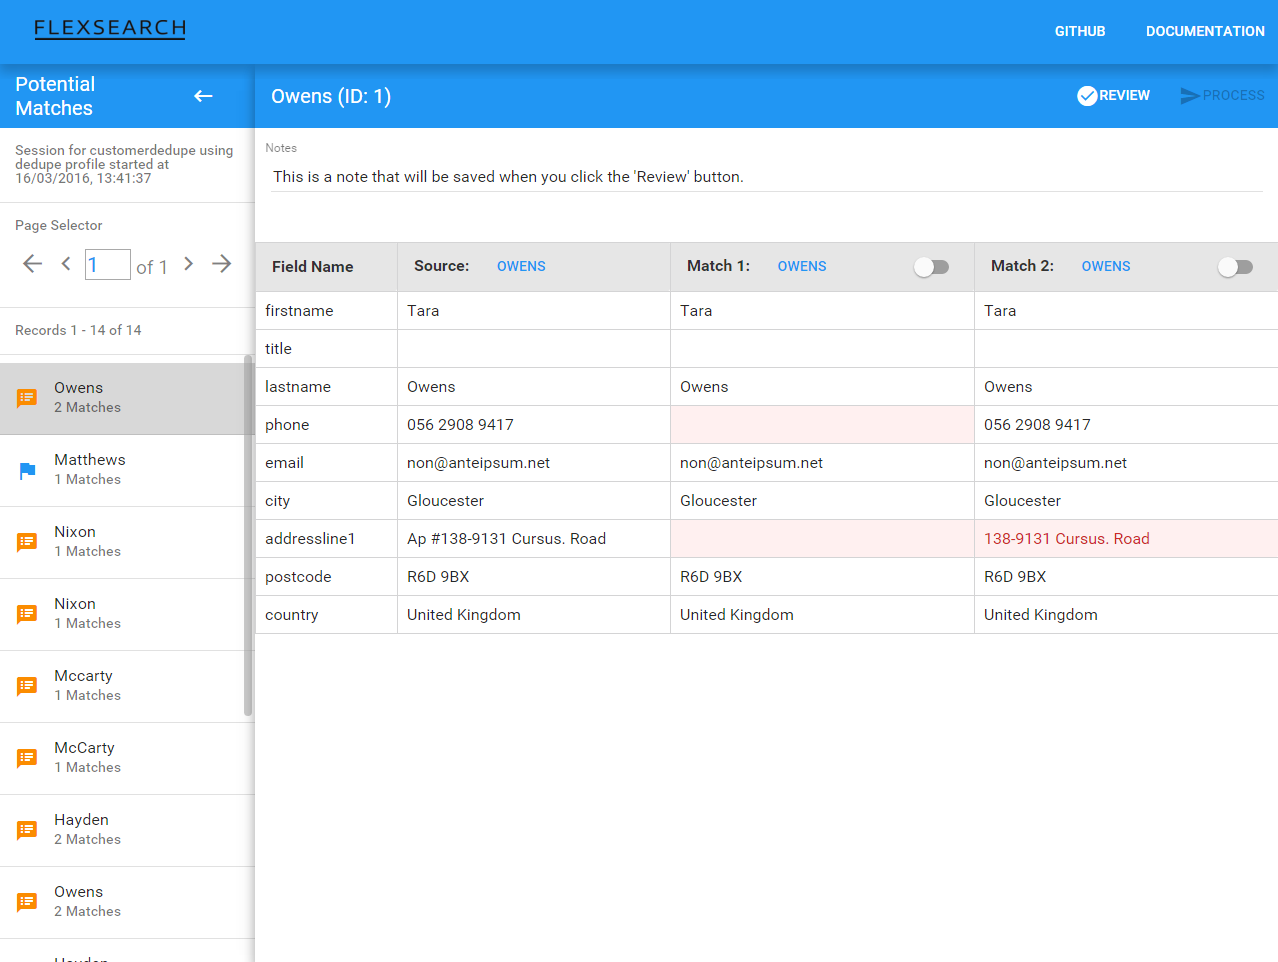 FLEXSEARCH
GITHUB DOCUMENTATION
Potential
Matches
Owens (ID: 1)
REVIEW PROCESS
Session for customerdedupe using
dedupe profile started at
16/03/2016, 13:41:37
Notes
This is a note that will be saved when you click the 'Review' button.
Page Selector
1 of 1
Records 1 - 14 of 14
Owens
2 Matches
Matthews
1 Matches
Nixon
1 Matches
Nixon
1 Matches
Mccarty
1 Matches
McCarty
1 Matches
Hayden
2 Matches
Owens
2 Matches
Hayden
Field Name Source: OWENS Match 1: OWENS Match 2: OWENS
firstname Tara Tara Tara
title
lastname Owens Owens Owens
phone 056 2908 9417 056 2908 9417
email non@anteipsum.net non@anteipsum.net non@anteipsum.net
city Gloucester Gloucester Gloucester
addressline1 Ap #138-9131 Cursus. Road 138-9131 Cursus. Road
postcode R6D 9BX R6D 9BX R6D 9BX
country United Kingdom United Kingdom United Kingdom